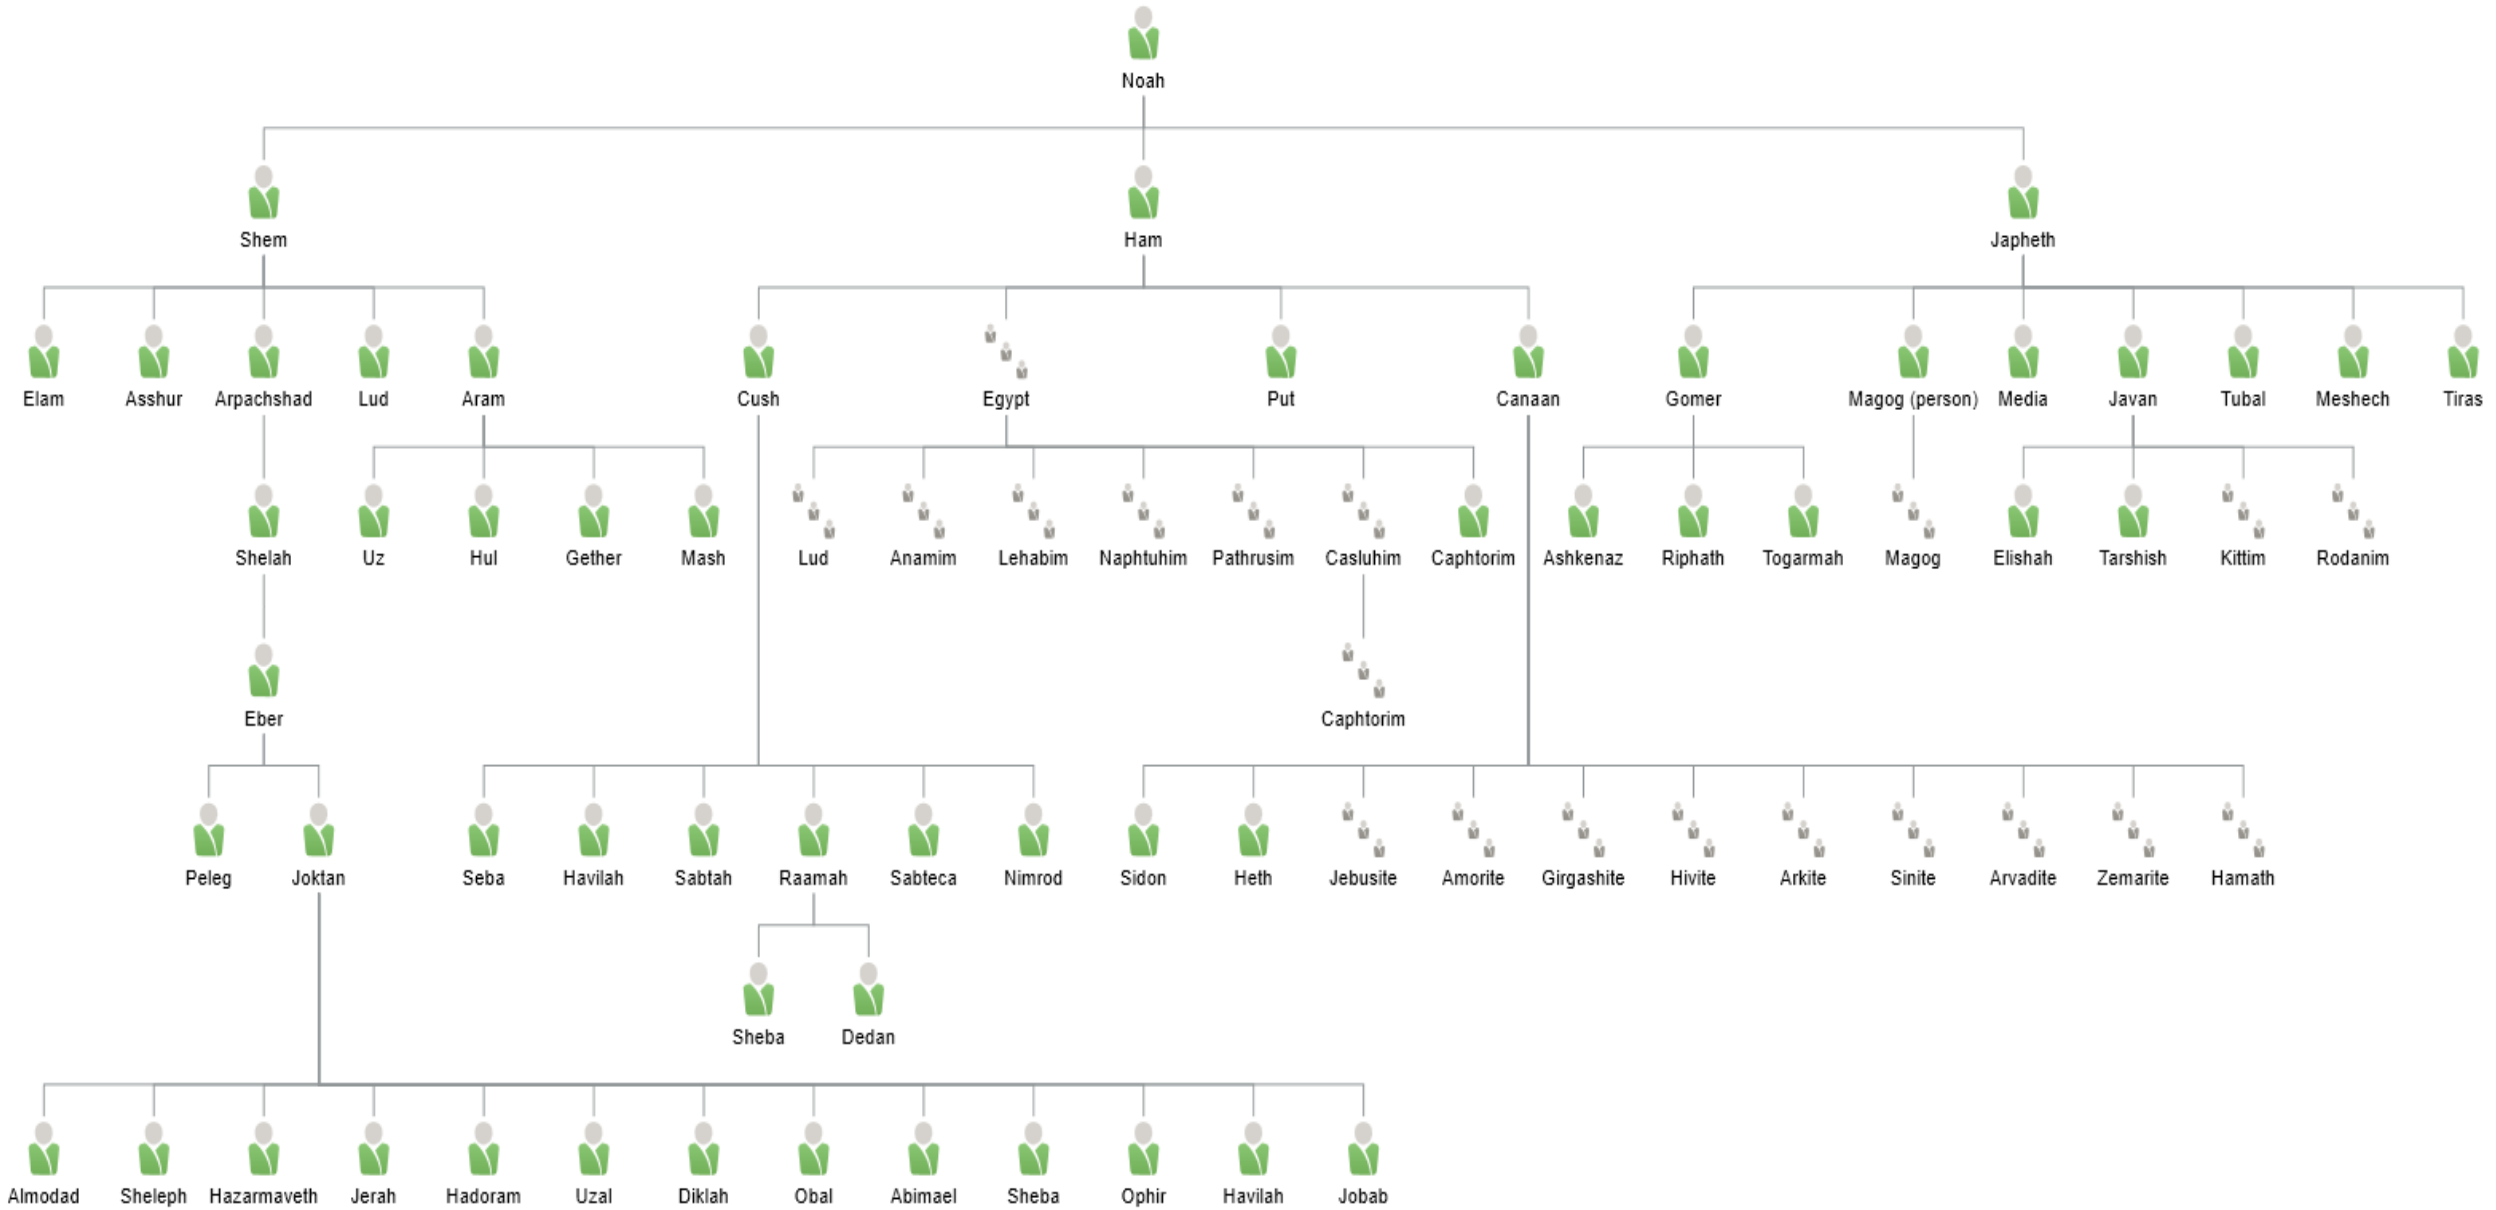 Noah
Shem Ham Japheth
Elam Asshur Arpachshad Lud Aram Cush Egypt Put Canaan Gomer Magog (person) Media Javan Tubal Meshech Tiras
Shelah Uz Hul Gether Mash Lud Anamim Lehabim Naphtuhim Pathrusim Casluhim Caphtorim Ashkenaz Riphath Togarmah Magog Elishah Tarshish Kittim Rodanim
Eber Caphtorim
Peleg Joktan Seba Havilah Sabtah Raamah Sabteca Nimrod Sidon Heth Jebusite Amorite Girgashite Hivite Arkite Sinite Arvadite Zemarite Hamath
Sheba Dedan
Almodad Sheleph Hazarmaveth Jerah Hadoram Uzal Diklah Obal Abimael Sheba Ophir Havilah Jobab